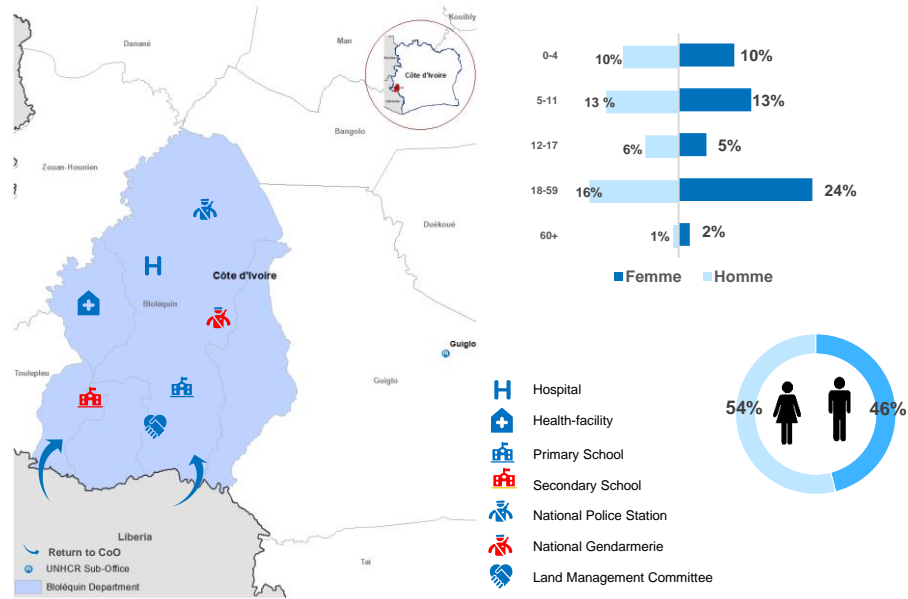 Kouibly
Danané
Man
Côte d'Ivoire
Bangolo
Zouan-Hounien
Duékoué
Côte d'Ivoire
Bloléquin
Guiglo
Toulepleu
Guiglo
Liberia
Taï
Return to CoO
UNHCR Sub-Office
Bloléquin Department
0-4
10%
10%
5-11
13 %
13%
12-17
6%
5%
18-59
16%
24%
60+
1%
2%
Femme Homme
Hospital
Health-facility
Primary School
Secondary School
National Police Station
National Gendarmerie
Land Management Committee
54%
46%